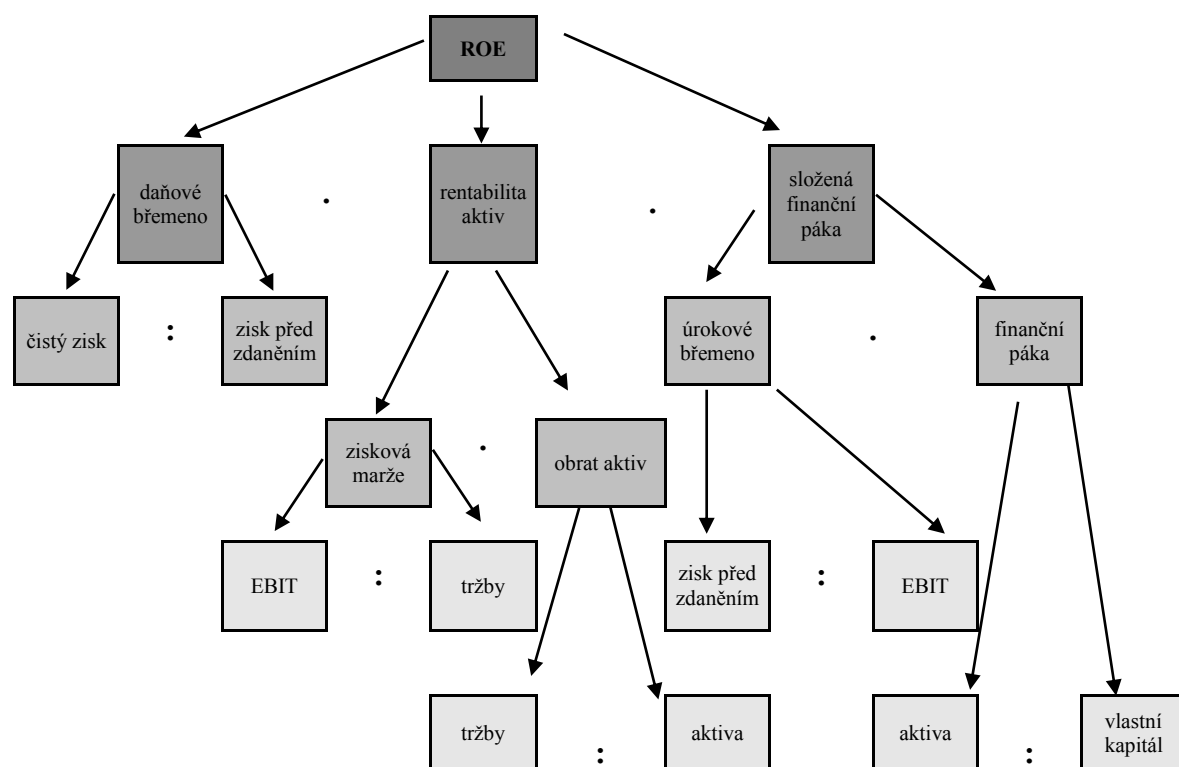 ROE
daňové
břemeno
.
rentabilita
aktiv
.
složená
finanční
páka
čistý zisk
:
zisk před
zdaněním
úrokové
břemeno
.
finanční
páka
zisková
marže
.
obrat aktiv
EBIT
:
tržby
zisk před
zdaněním
:
EBIT
tržby
:
aktiva
aktiva
:
vlastní
kapitál